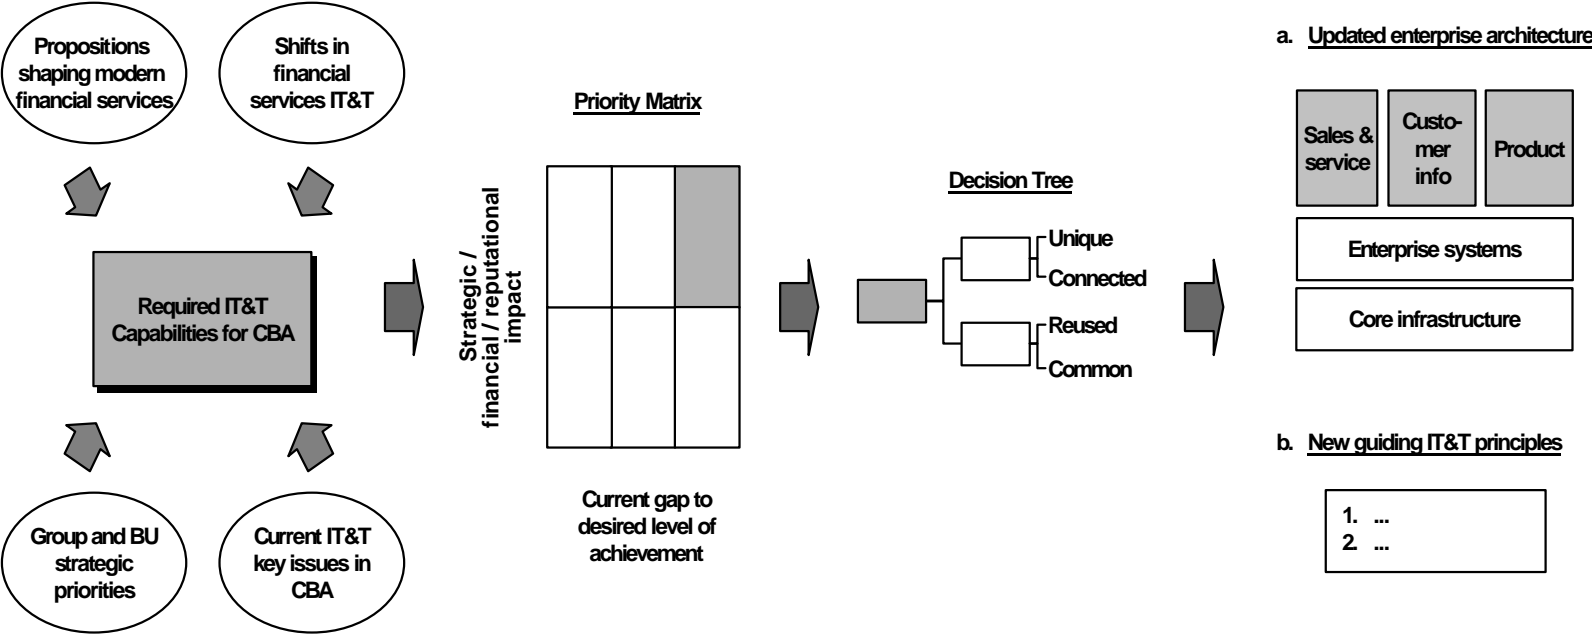 Propositions
shaping modern
financial services
Shifts in
financial
services IT&T
Required IT&T
Capabilities for CBA
Group and BU
strategic
priorities
Current IT&T
key issues in
CBA
Priority Matrix
Strategic /
financial / reputational
impact
Current gap to
desired level of
achievement
Decision Tree
Unique
Connected
Reused
Common
a. Updated enterprise architecture
Sales &
service
Custo-
mer
info
Product
Enterprise systems
Core infrastructure
b. New guiding IT&T principles
1. ...
2. ...